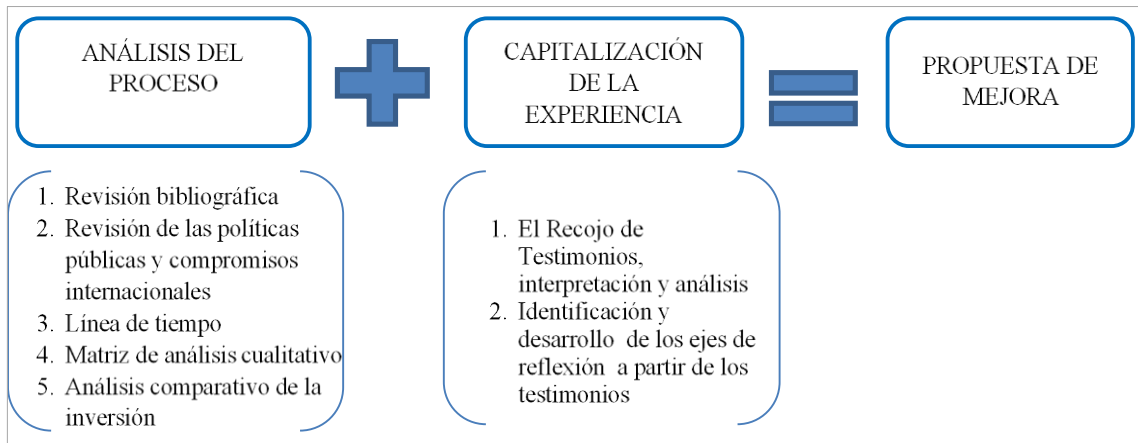 ANÁLISIS DEL
PROCESO
CAPITALIZACIÓN
DE LA
EXPERIENCIA
PROPUESTA DE
MEJORA
1. Revisión bibliográfica
2. Revisión de las políticas
públicas y compromisos
internacionales
3. Línea de tiempo
4. Matriz de análisis cualitativo
5. Análisis comparativo de la
inversión
1. El Recojo de
Testimonios,
interpretación y análisis
2. Identificación y
desarrollo de los ejes de
reflexión a partir de los
testimonios